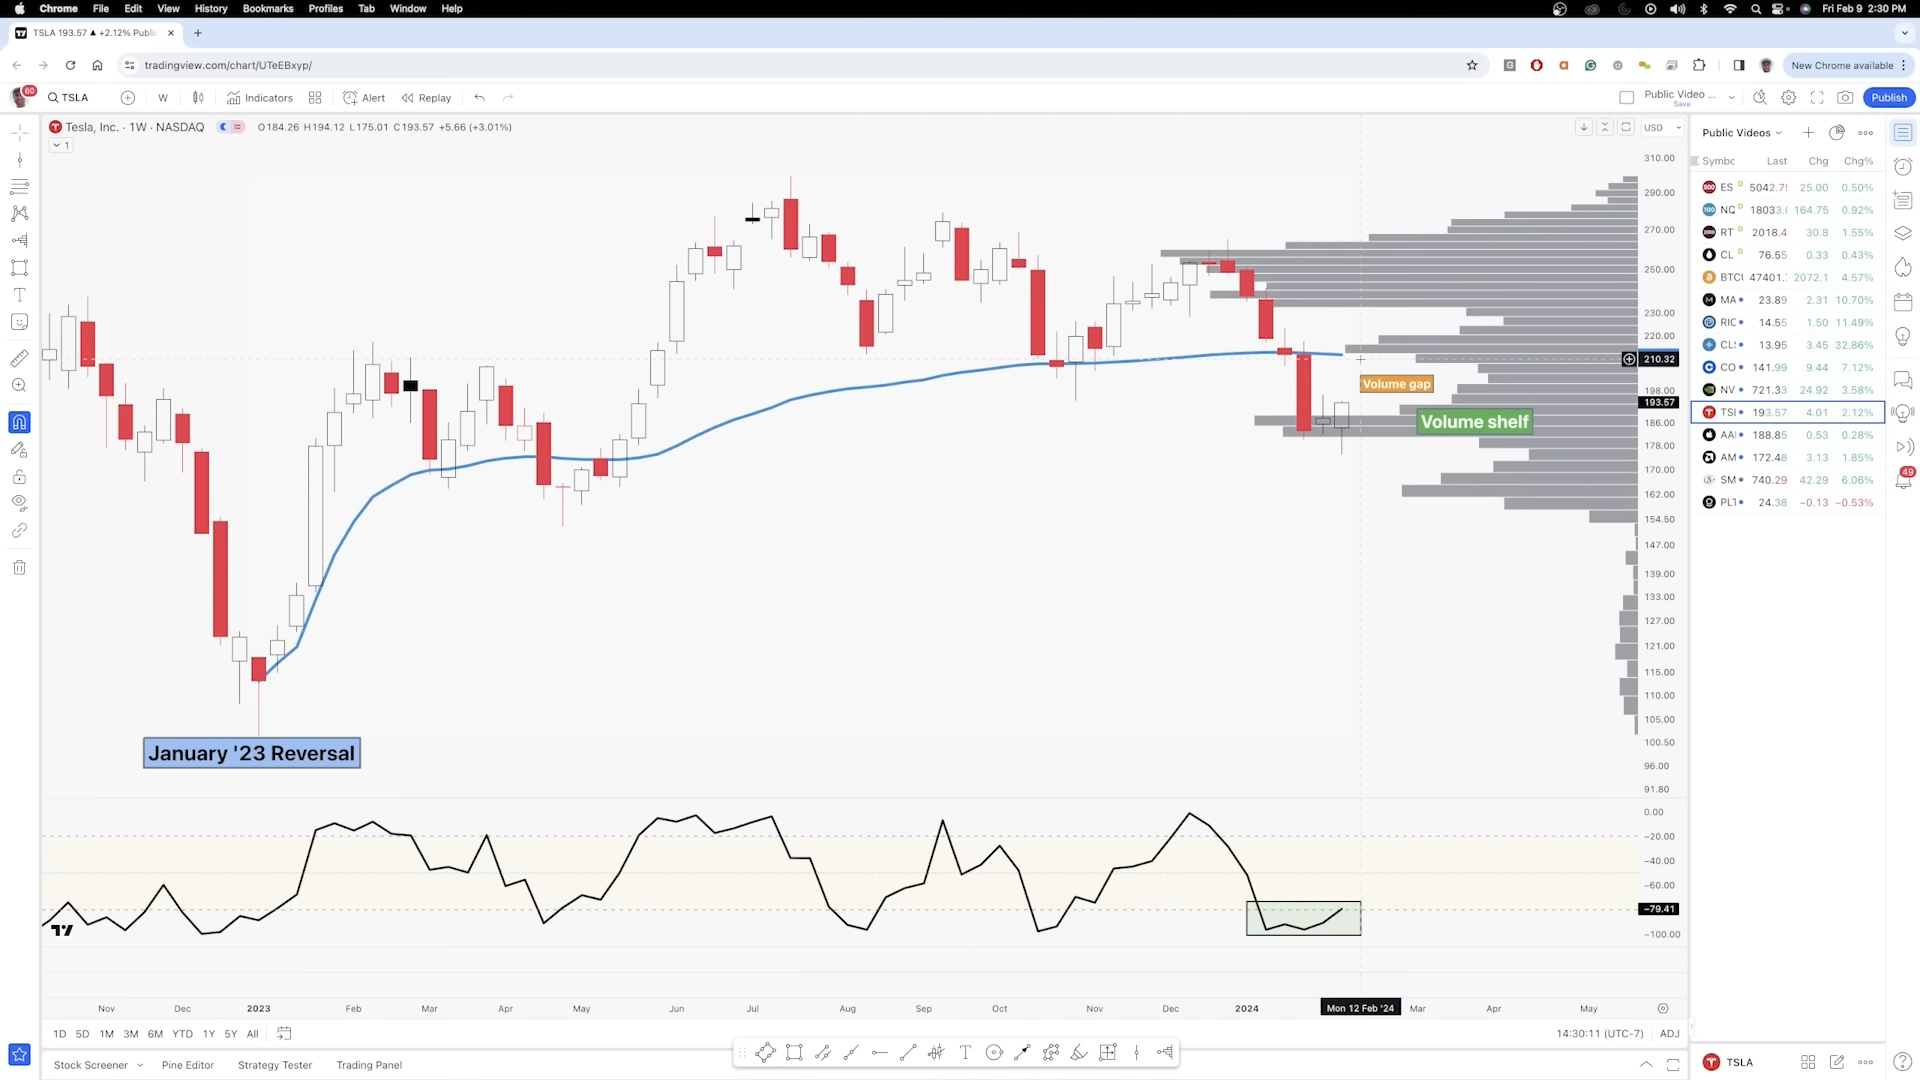 Chrome File Edit View History Bookmarks Profiles Tab Window Help
Fri Feb 9 2:30 PM
TSLA 193.57 ▲ +2.12% Public
tradingview.com/chart/UTeEBxyp/
New Chrome available
60
TSLA
W
Indicators
Alert
Replay
Public Video ...
Save
Publish
Tesla, Inc. · 1W · NASDAQ
O184.26 H194.12 L175.01 C193.57 +5.66 (+3.01%)
1
USD
Public Videos
Last Chg Chg%
ES D 5042.7 25.00 0.50%
NQ D 18033. 164.75 0.92%
RT D 2018.4 30.8 1.55%
CL D 76.55 0.33 0.43%
BTC 47401. 2072.1 4.57%
MA 23.89 2.31 10.70%
RIC 14.55 1.50 11.49%
CL 13.95 3.45 32.86%
CO 141.99 9.44 7.12%
NV 721.33 24.92 3.58%
TSI 193.57 4.01 2.12%
AA 188.85 0.53 0.28%
AM 172.48 3.13 1.85%
SM 740.29 42.29 6.06%
PL 24.38 −0.13 −0.53%
310.00
290.00
270.00
250.00
230.00
220.00
210.32
198.00
193.57
186.00
178.00
170.00
162.00
154.50
147.00
139.00
133.00
127.00
121.00
115.00
110.00
105.00
100.50
96.00
91.80
Volume gap
Volume shelf
January '23 Reversal
0.00
−20.00
−40.00
−60.00
−79.41
−100.00
49
Nov Dec 2023 Feb Mar Apr May Jun Jul Aug Sep Oct Nov Dec 2024 Mon 12 Feb '24 Mar Apr May
1D 5D 1M 3M 6M YTD 1Y 5Y All
14:30:11 (UTC-7) ADJ
Stock Screener Pine Editor Strategy Tester Trading Panel
TSLA